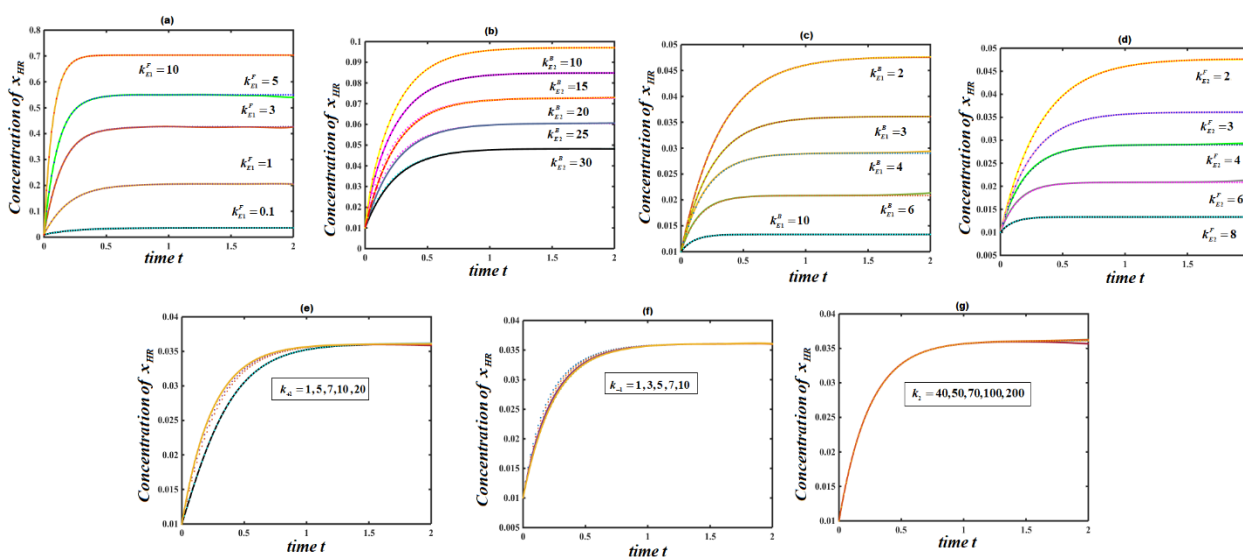 (a)
Concentration of x_HR
0.8
0.7
0.6
0.5
0.4
0.3
0.2
0.1
0
k^F_E1 = 10
k^F_E1 = 5
k^F_E1 = 3
k^F_E1 = 1
k^F_E1 = 0.1
0 0.5 1 1.5 2
time t
(b)
Concentration of x_HR
0.1
0.09
0.08
0.07
0.06
0.05
0.04
0.03
0.02
0.01
0
k^B_E2 = 10
k^B_E2 = 15
k^B_E2 = 20
k^B_E2 = 25
k^B_E2 = 30
0 0.5 1 1.5 2
time t
(c)
Concentration of x_HR
0.05
0.045
0.04
0.035
0.03
0.025
0.02
0.015
0.01
k^B_E1 = 2
k^B_E1 = 3
k^B_E1 = 4
k^B_E1 = 6
k^B_E1 = 10
0 0.5 1 1.5 2
time t
(d)
Concentration of x_HR
0.05
0.045
0.04
0.035
0.03
0.025
0.02
0.015
0.01
0.005
k^F_E2 = 2
k^F_E2 = 3
k^F_E2 = 4
k^F_E2 = 6
k^F_E2 = 8
0 0.5 1 1.5
time t
(e)
Concentration of x_HR
0.04
0.035
0.03
0.025
0.02
0.015
0.01
k_+1 = 1, 5, 7, 10, 20
0 0.5 1 1.5 2
time t
(f)
Concentration of x_HR
0.04
0.035
0.03
0.025
0.02
0.015
0.01
0.005
k_-1 = 1, 3, 5, 7, 10
0 0.5 1 1.5 2
time t
(g)
Concentration of x_HR
0.04
0.035
0.03
0.025
0.02
0.015
0.01
k_2 = 40, 50, 70, 100, 200
0 0.5 1 1.5 2
time t